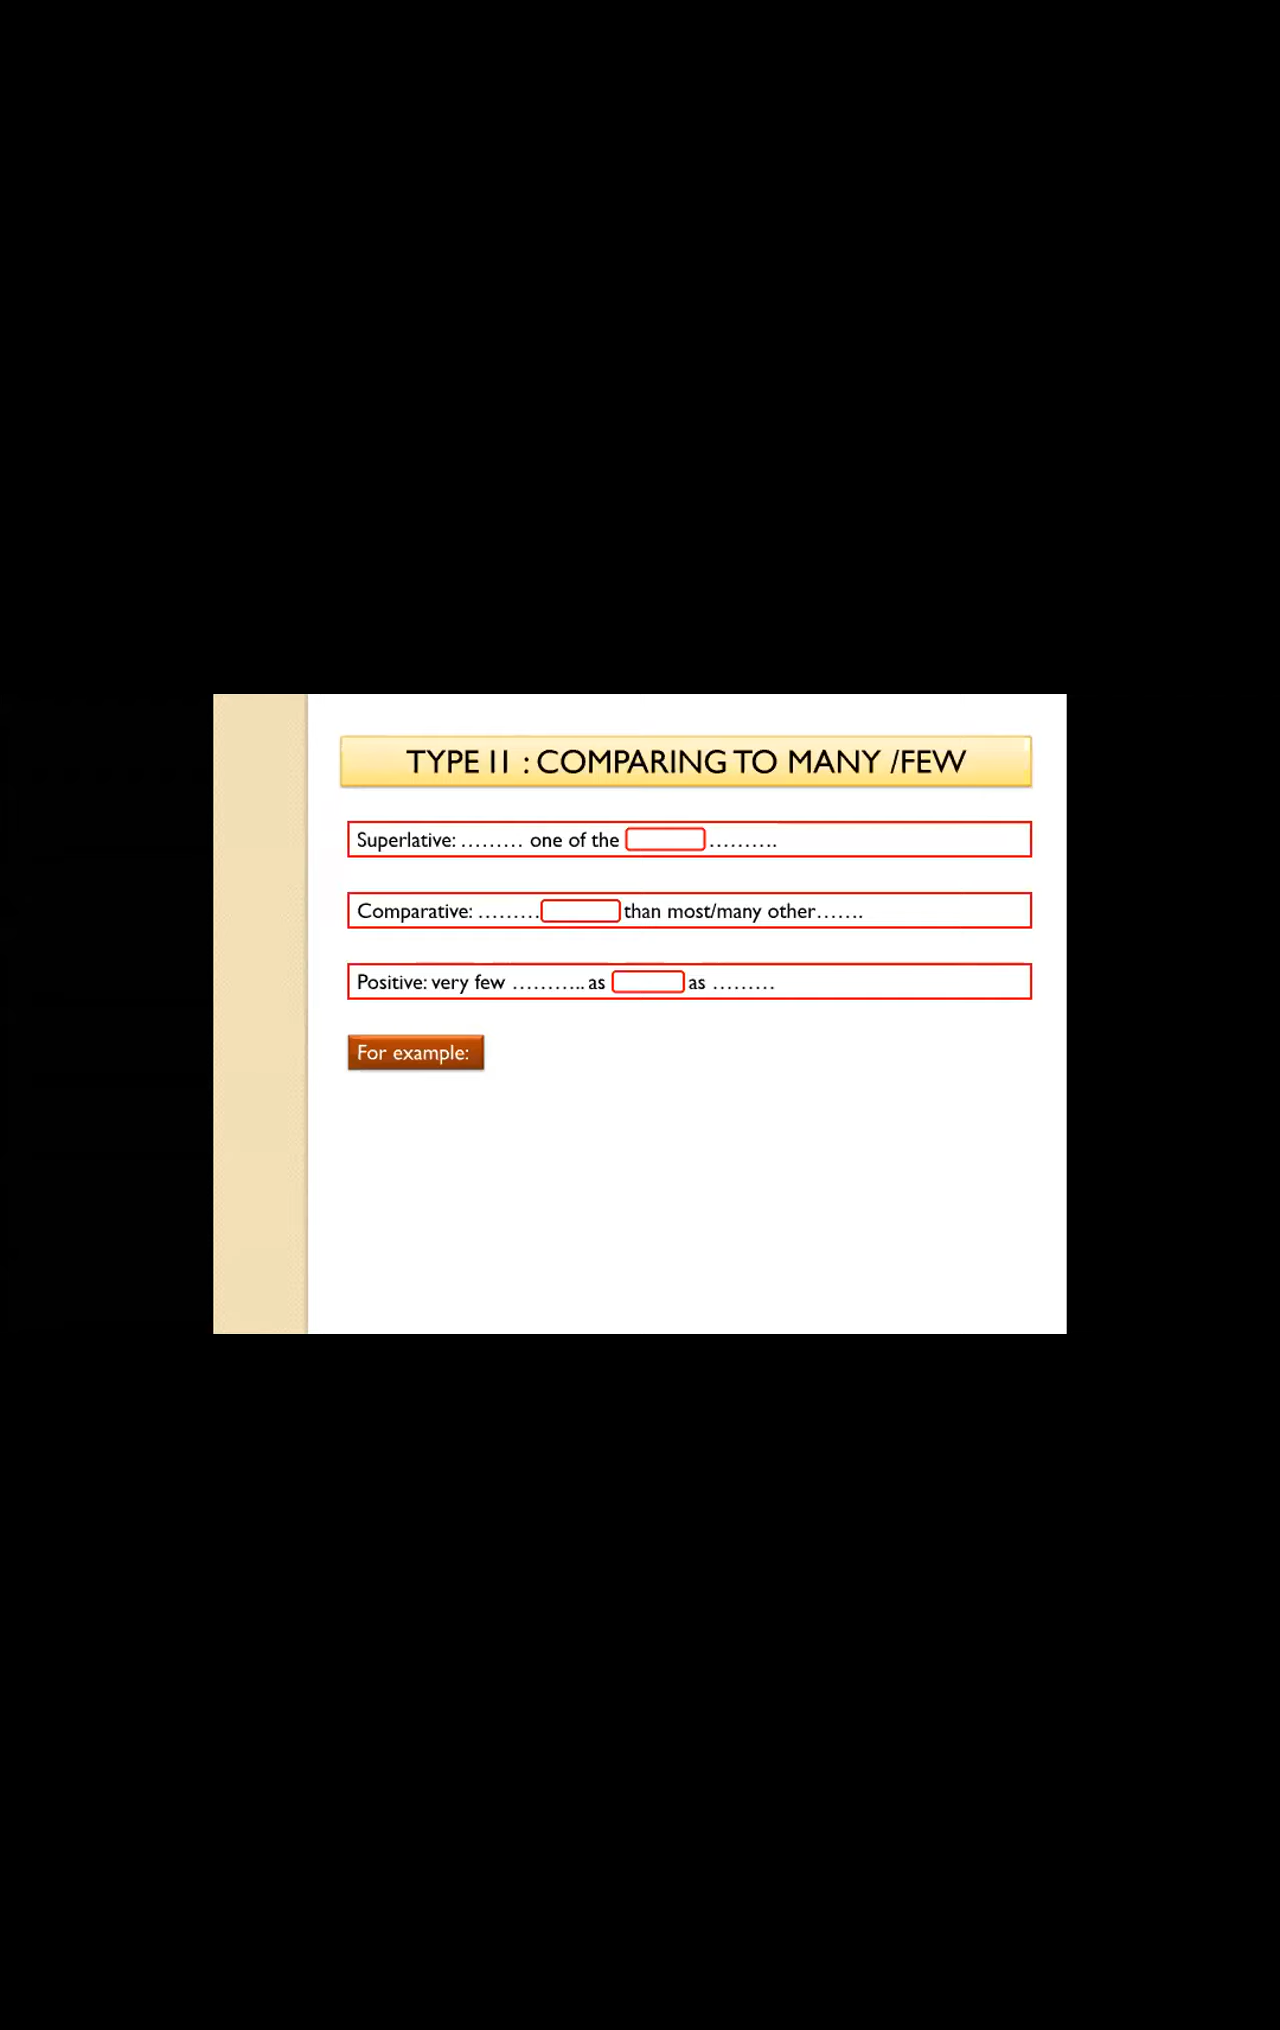 TYPE II : COMPARING TO MANY /FEW
Superlative: ……… one of the ……….
Comparative: ……… than most/many other…….
Positive: very few ……….. as as ………
For example: